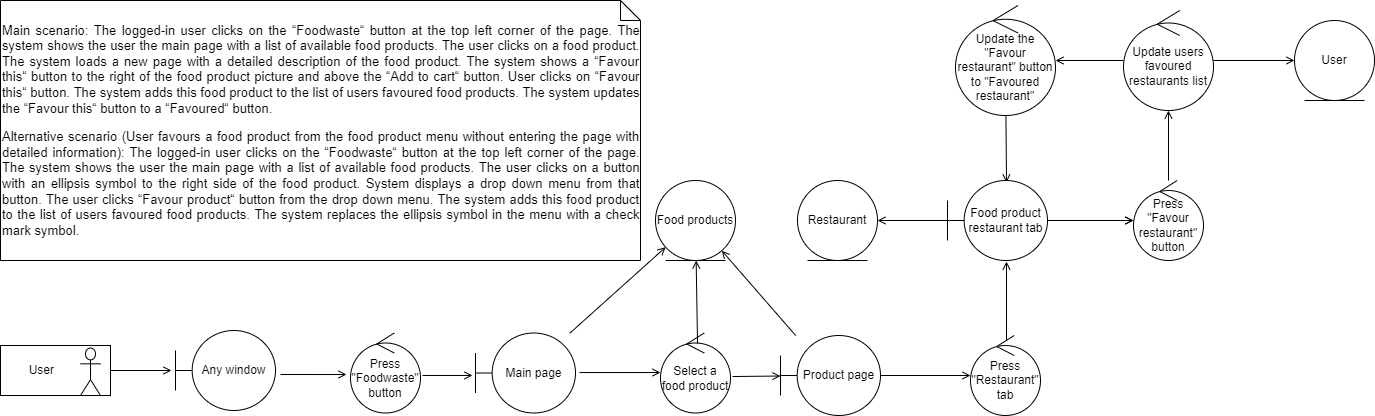 Main scenario: The logged-in user clicks on the “Foodwaste“ button at the top left corner of the page. The
system shows the user the main page with a list of available food products. The user clicks on a food product.
The system loads a new page with a detailed description of the food product. The system shows a “Favour
this“ button to the right of the food product picture and above the “Add to cart“ button. User clicks on “Favour
this“ button. The system adds this food product to the list of users favoured food products. The system updates
the “Favour this“ button to a “Favoured“ button.
Alternative scenario (User favours a food product from the food product menu without entering the page with
detailed information): The logged-in user clicks on the “Foodwaste“ button at the top left corner of the page.
The system shows the user the main page with a list of available food products. The user clicks on a button
with an ellipsis symbol to the right side of the food product. System displays a drop down menu from that
button. The user clicks “Favour product“ button from the drop down menu. The system adds this food product
to the list of users favoured food products. The system replaces the ellipsis symbol in the menu with a check
mark symbol.
Update the
"Favour
restaurant" button
to "Favoured
restaurant"
Update users
favoured
restaurants list
User
Food products
Restaurant
Food product
restaurant tab
Press
"Favour
restaurant"
button
User
Any window
Press
"Foodwaste"
button
Main page
Select a
food product
Product page
Press
"Restaurant"
tab